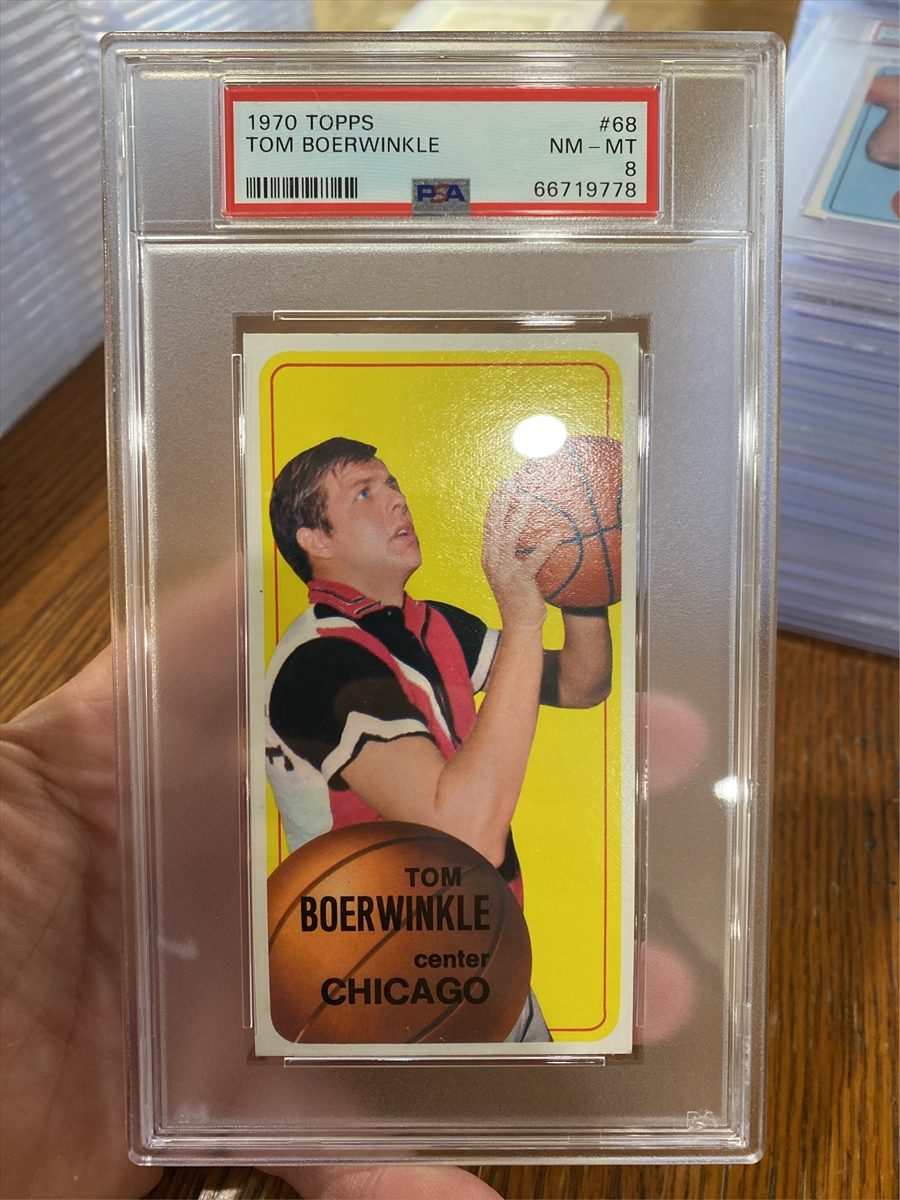 1970 TOPPS #68
TOM BOERWINKLE NM – MT
8
PSA 66719778
TOM
BOERWINKLE
center
CHICAGO